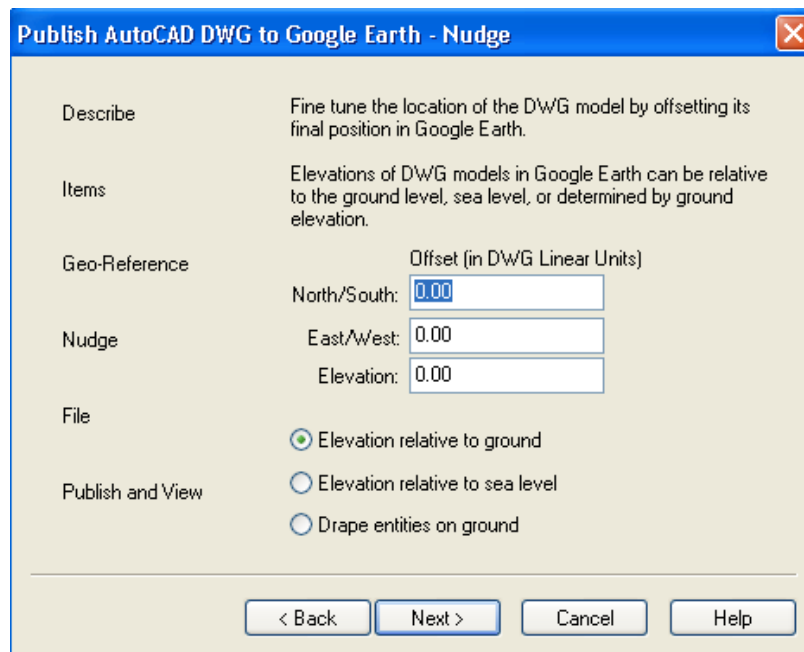 Publish AutoCAD DWG to Google Earth - Nudge
Describe
Fine tune the location of the DWG model by offsetting its
final position in Google Earth.
Items
Elevations of DWG models in Google Earth can be relative
to the ground level, sea level, or determined by ground
elevation.
Geo-Reference
Offset (in DWG Linear Units)
North/South: 0.00
Nudge
East/West: 0.00
Elevation: 0.00
File
Elevation relative to ground
Publish and View
Elevation relative to sea level
Drape entities on ground
< Back Next > Cancel Help